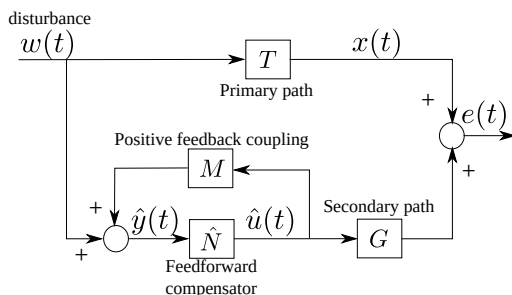 disturbance
w(t)
T
x(t)
Primary path
+
e(t)
+
Positive feedback coupling
M
+
ŷ(t)
N̂
û(t)
Secondary path
G
+
Feedforward
compensator